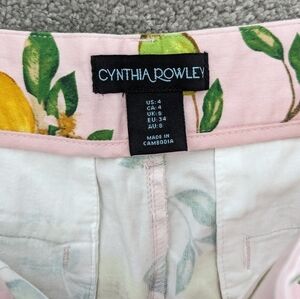 CYNTHIA ROWLEY
US: 4
CA: 4
UK: 8
EU: 34
AU: 8
MADE IN
CAMBODIA